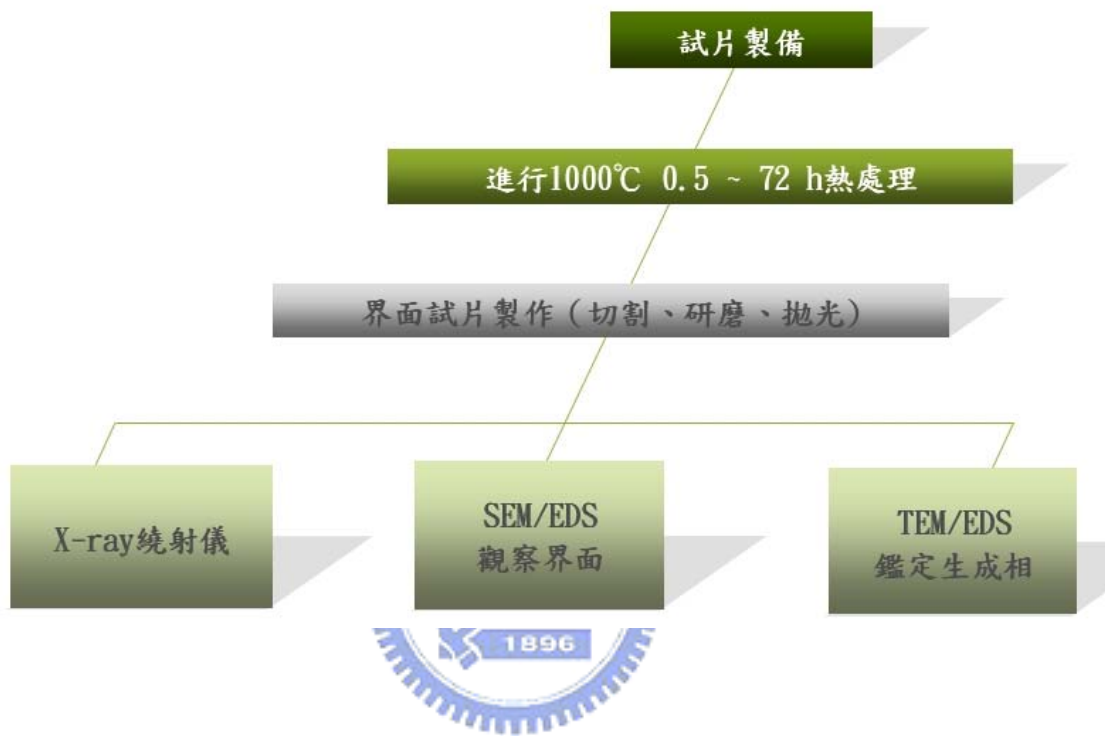 試片製備
進行1000℃ 0.5 ~ 72 h熱處理
界面試片製作(切割、研磨、拋光)
X-ray繞射儀
SEM/EDS
觀察界面
TEM/EDS
鑑定生成相
1896